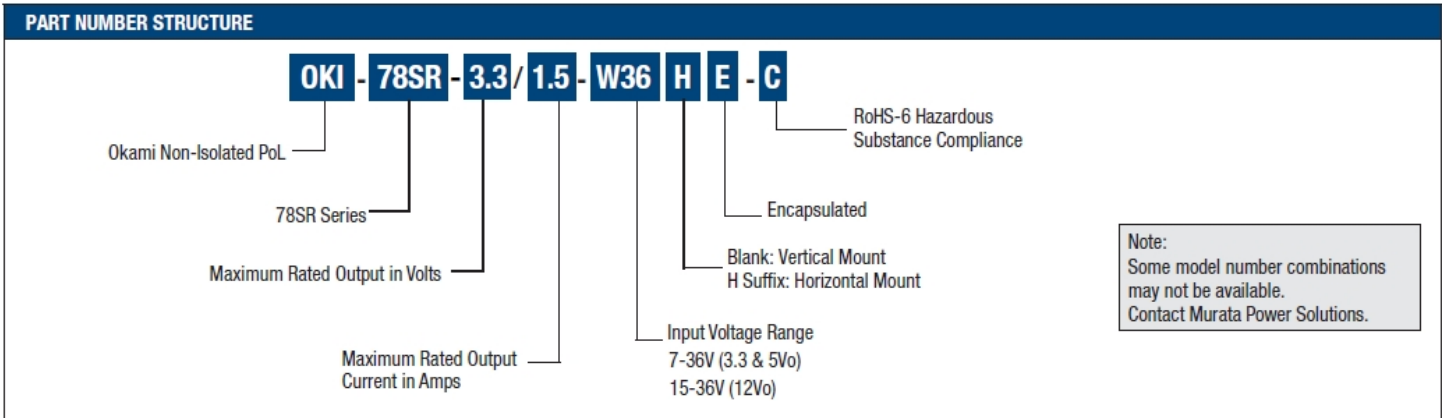 PART NUMBER STRUCTURE
OKI - 78SR - 3.3 / 1.5 - W36 H E - C
RoHS-6 Hazardous
Substance Compliance
Okami Non-Isolated PoL
Encapsulated
78SR Series
Blank: Vertical Mount
H Suffix: Horizontal Mount
Maximum Rated Output in Volts
Input Voltage Range
7-36V (3.3 & 5Vo)
15-36V (12Vo)
Maximum Rated Output
Current in Amps
Note:
Some model number combinations
may not be available.
Contact Murata Power Solutions.